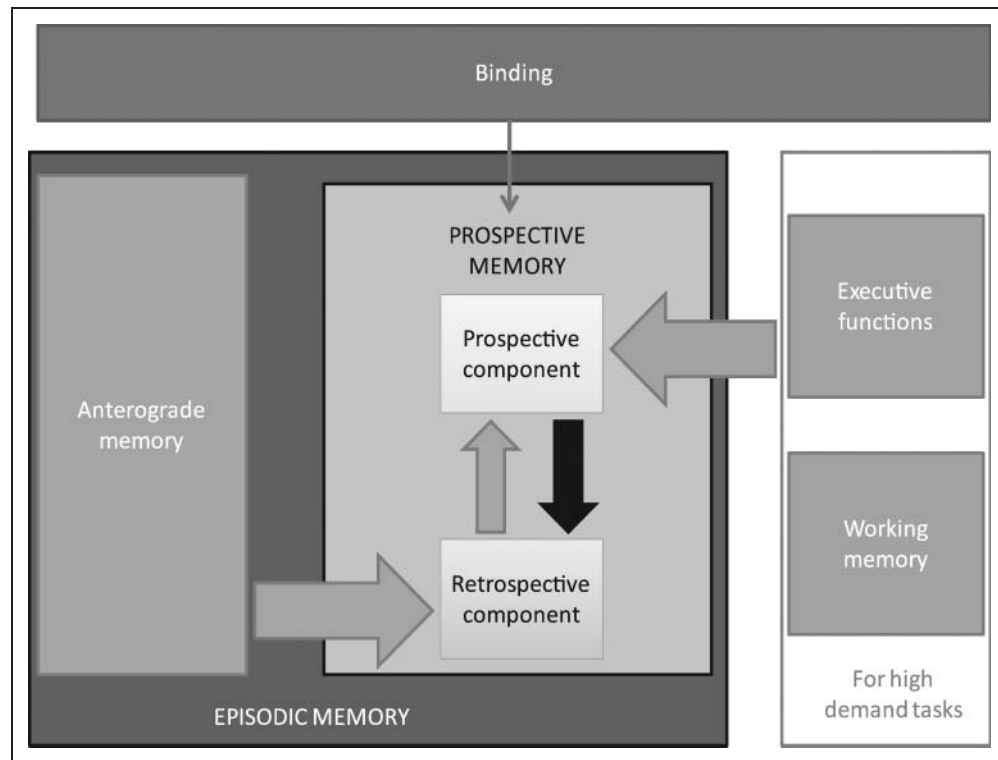 Binding
PROSPECTIVE
MEMORY
Prospective
component
Executive
functions
Anterograde
memory
Retrospective
component
Working
memory
For high
demand tasks
EPISODIC MEMORY